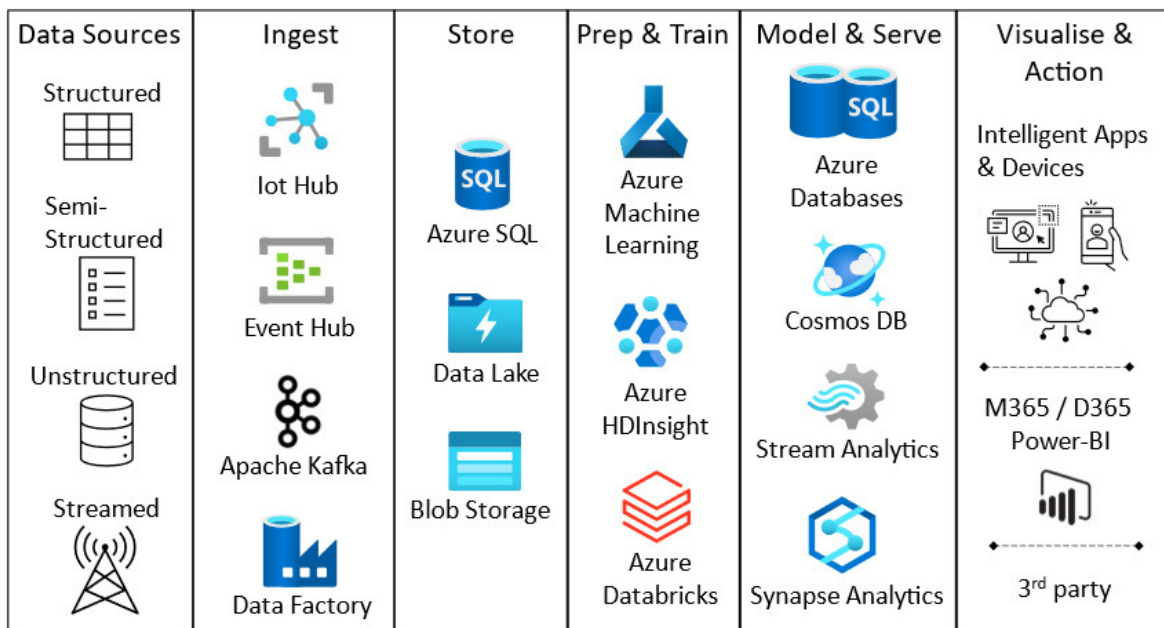 Data Sources
Structured
Semi-
Structured
Unstructured
Streamed
Ingest
Iot Hub
Event Hub
Apache Kafka
Data Factory
Store
SQL
Azure SQL
Data Lake
Blob Storage
Prep & Train
Azure
Machine
Learning
Azure
HDInsight
Azure
Databricks
Model & Serve
SQL
Azure
Databases
Cosmos DB
Stream Analytics
Synapse Analytics
Visualise &
Action
Intelligent Apps
& Devices
M365 / D365
Power-BI
3rd party